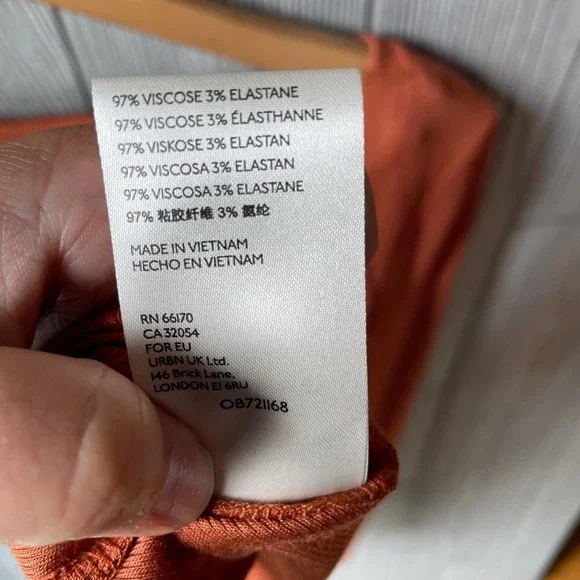 97% VISCOSE 3% ELASTANE
97% VISCOSE 3% ÉLASTHANNE
97% VISKOSE 3% ELASTAN
97% VISCOSA 3% ELASTAN
97% VISCOSA 3% ELASTANE
97% 粘胶纤维 3% 氨纶
MADE IN VIETNAM
HECHO EN VIETNAM
RN 66170
CA 32054
FOR EU
URBN UK Ltd.
146 Brick Lane,
LONDON E1 6RU
OB721168